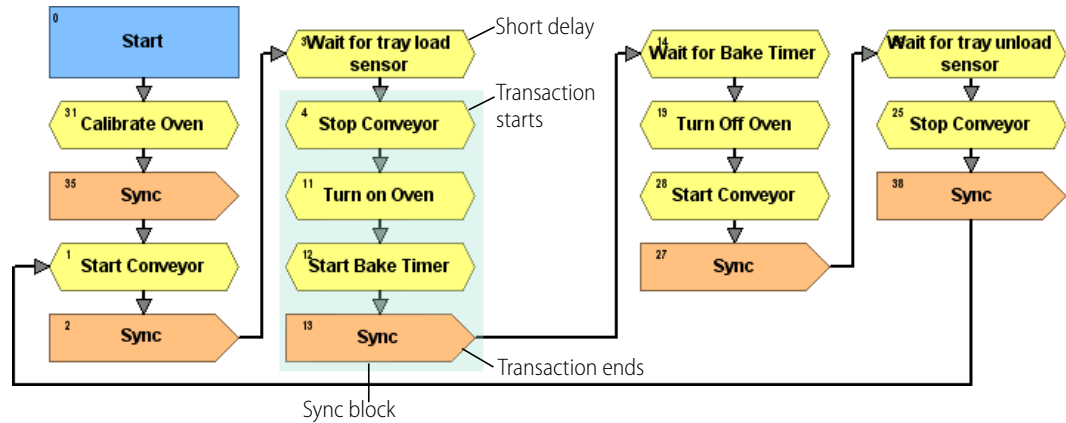 0
Start
31
Calibrate Oven
35
Sync
1
Start Conveyor
2
Sync
3
Wait for tray load
sensor
Short delay
4
Stop Conveyor
Transaction
starts
11
Turn on Oven
12
Start Bake Timer
13
Sync
Transaction ends
Sync block
14
Wait for Bake Timer
19
Turn Off Oven
28
Start Conveyor
27
Sync
Wait for tray unload
sensor
25
Stop Conveyor
38
Sync